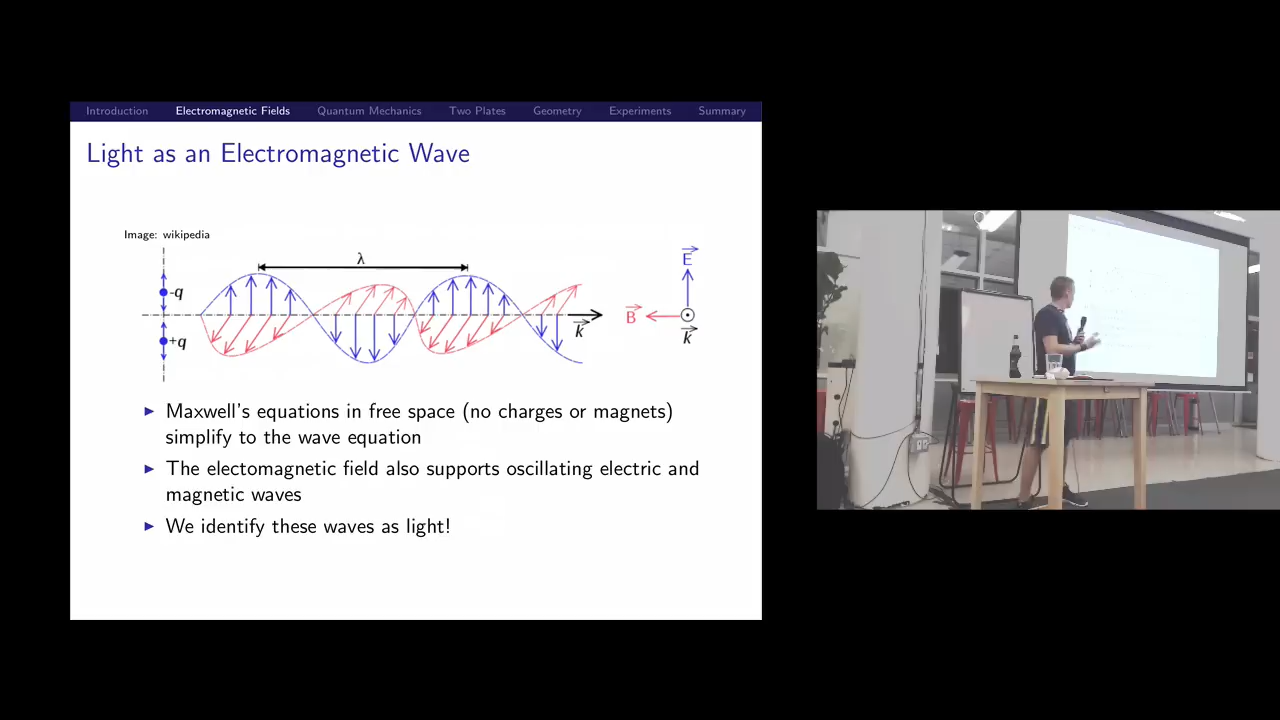 Introduction Electromagnetic Fields Quantum Mechanics Two Plates Geometry Experiments Summary
Light as an Electromagnetic Wave
Image: wikipedia
λ
-q
+q
k
E
B
k
▶ Maxwell's equations in free space (no charges or magnets)
simplify to the wave equation
▶ The electomagnetic field also supports oscillating electric and
magnetic waves
▶ We identify these waves as light!